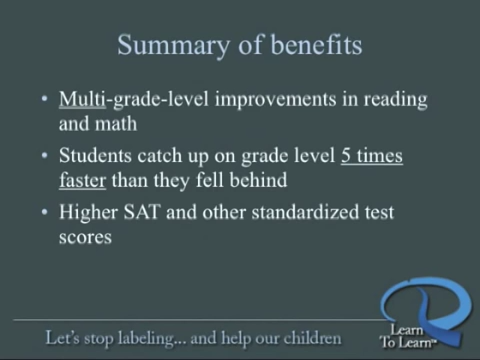 Summary of benefits
• Multi-grade-level improvements in reading
and math
• Students catch up on grade level 5 times
faster than they fell behind
• Higher SAT and other standardized test
scores
Let's stop labeling... and help our children
Learn
To Learn™